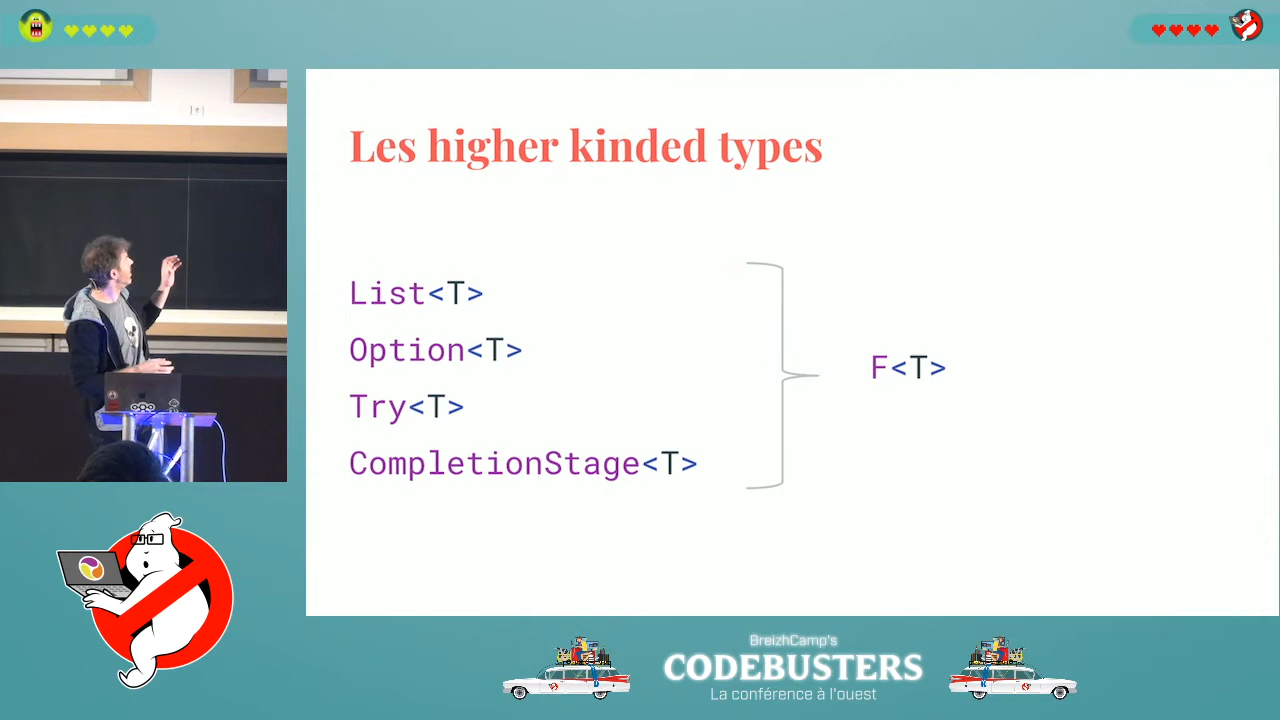 Les higher kinded types
List<T>
Option<T>
Try<T>
CompletionStage<T>
F<T>
BreizhCamp's
CODEBUSTERS
La conférence à l'ouest